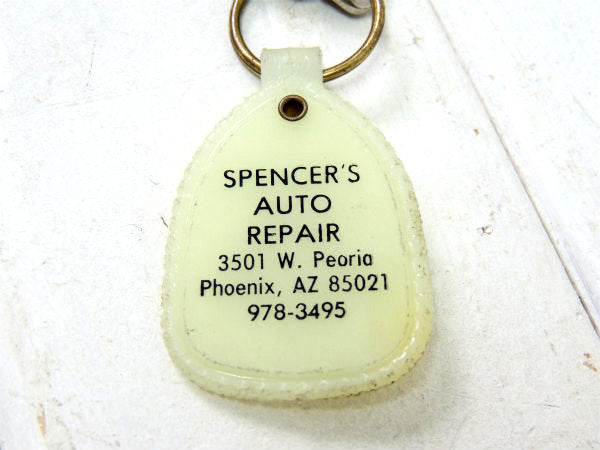 SPENCER'S
AUTO
REPAIR
3501 W. Peoria
Phoenix, AZ 85021
978-3495